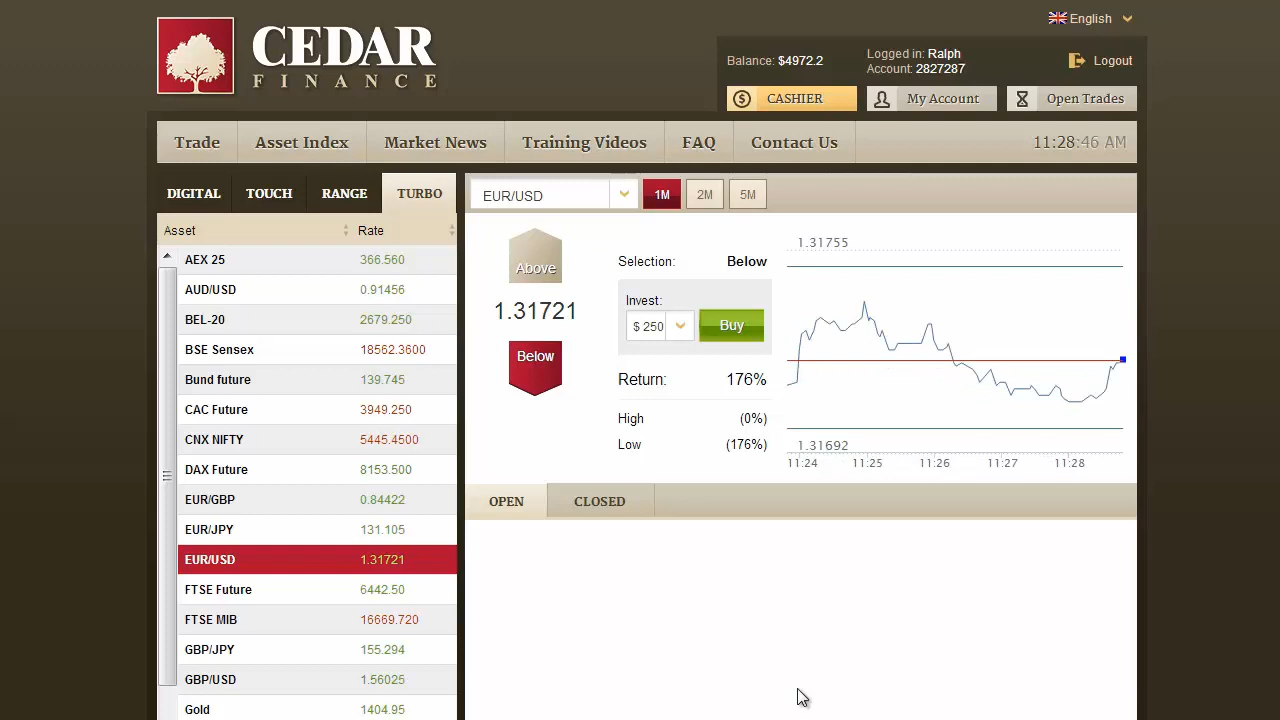 CEDAR
FINANCE
English
Balance: $4972.2
Logged in: Ralph
Account: 2827287
Logout
CASHIER
My Account
Open Trades
Trade
Asset Index
Market News
Training Videos
FAQ
Contact Us
11:28:46 AM
DIGITAL
TOUCH
RANGE
TURBO
Asset
Rate
AEX 25 366.560
AUD/USD 0.91456
BEL-20 2679.250
BSE Sensex 18562.3600
Bund future 139.745
CAC Future 3949.250
CNX NIFTY 5445.4500
DAX Future 8153.500
EUR/GBP 0.84422
EUR/JPY 131.105
EUR/USD 1.31721
FTSE Future 6442.50
FTSE MIB 16669.720
GBP/JPY 155.294
GBP/USD 1.56025
Gold 1404.95
EUR/USD
1M
2M
5M
Above
1.31721
Below
Selection: Below
Invest:
$ 250
Buy
Return: 176%
High (0%)
Low (176%)
1.31755
1.31692
11:24 11:25 11:26 11:27 11:28
OPEN
CLOSED